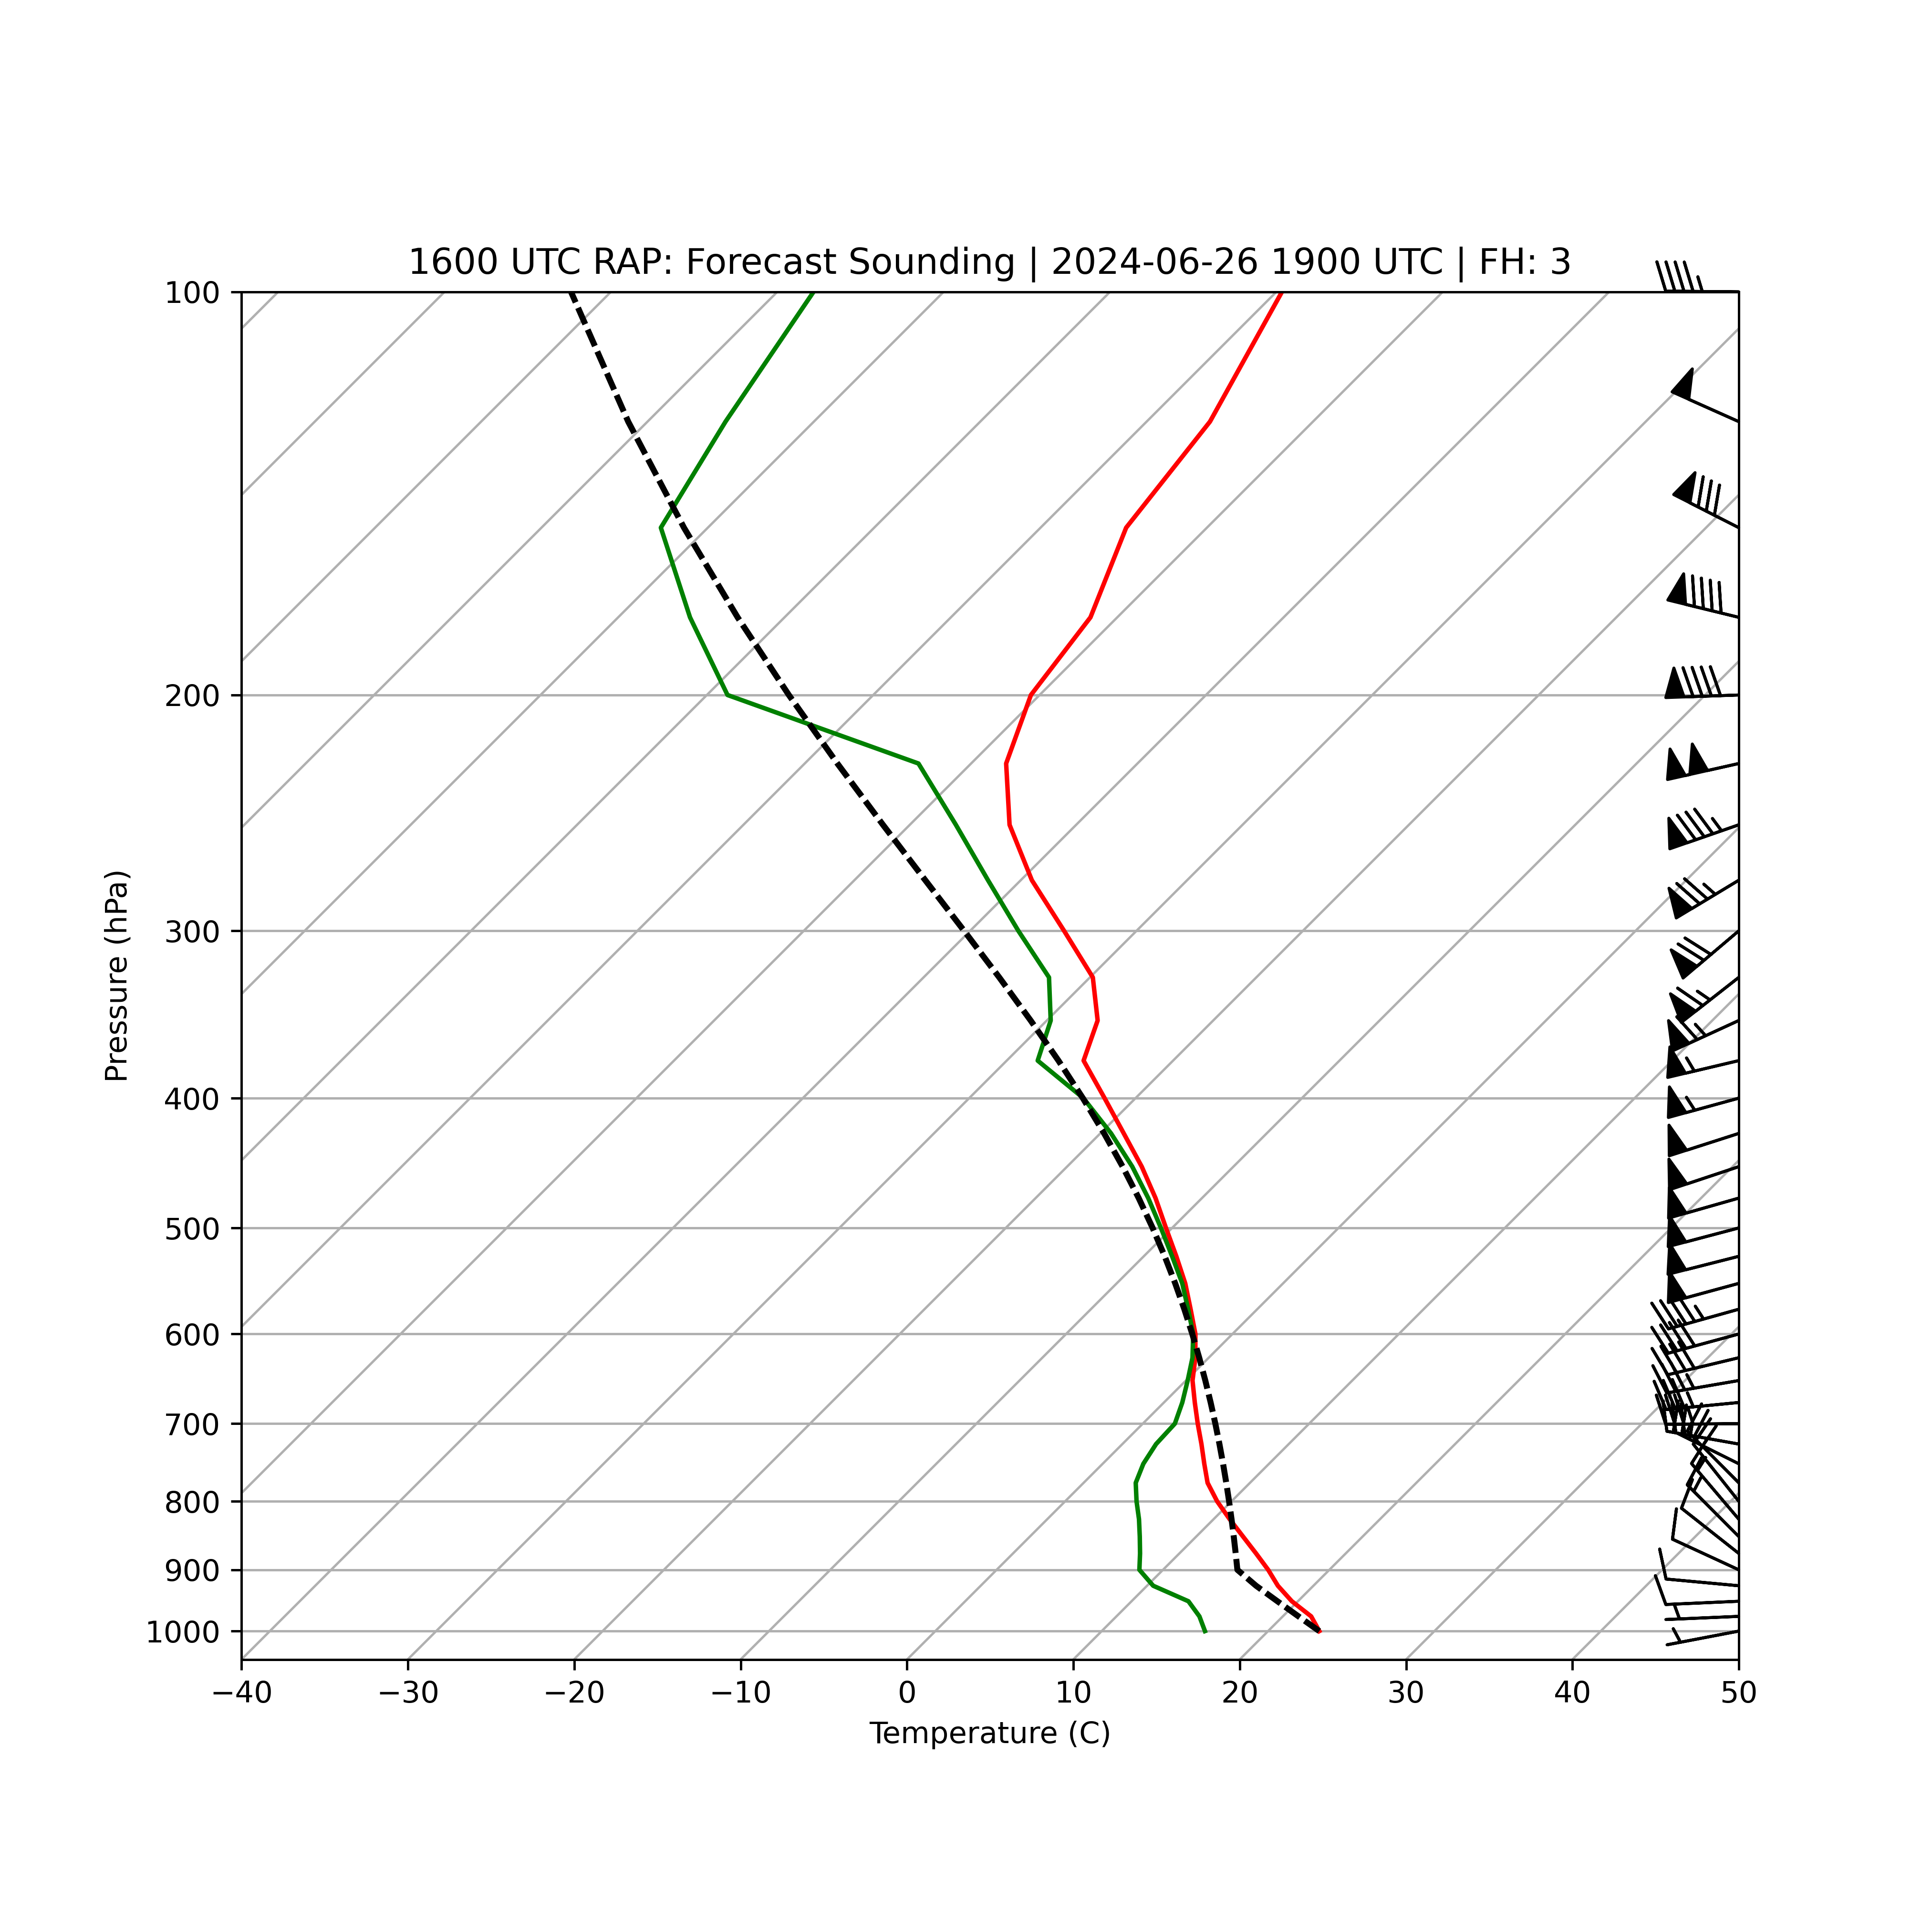 1600 UTC RAP: Forecast Sounding | 2024-06-26 1900 UTC | FH: 3
100
200
300
400
500
600
700
800
900
1000
Pressure (hPa)
−40 −30 −20 −10 0 10 20 30 40 50
Temperature (C)